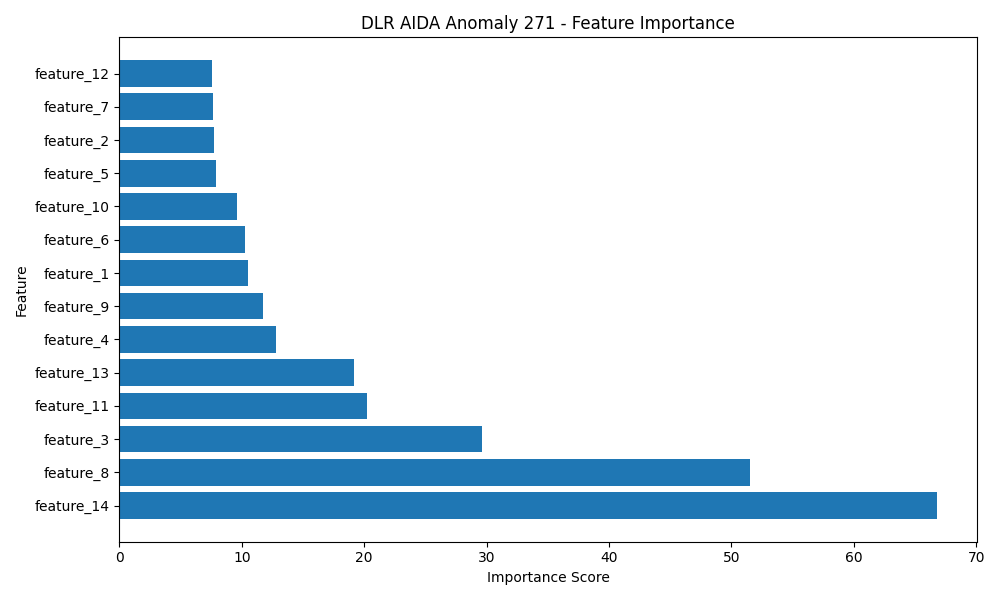 DLR AIDA Anomaly 271 - Feature Importance
Feature
feature_12
feature_7
feature_2
feature_5
feature_10
feature_6
feature_1
feature_9
feature_4
feature_13
feature_11
feature_3
feature_8
feature_14
0 10 20 30 40 50 60 70
Importance Score